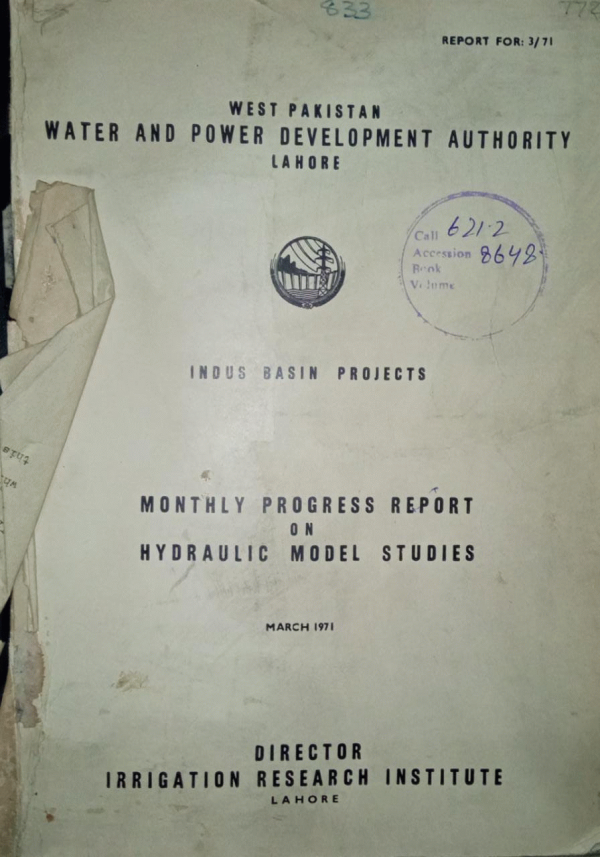 833
772
REPORT FOR: 3/71
WEST PAKISTAN
WATER AND POWER DEVELOPMENT AUTHORITY
LAHORE
Call 621.2
Accession 8648
Book
Volume
INDUS BASIN PROJECTS
MONTHLY PROGRESS REPORT
ON
HYDRAULIC MODEL STUDIES
MARCH 1971
DIRECTOR
IRRIGATION RESEARCH INSTITUTE
LAHORE